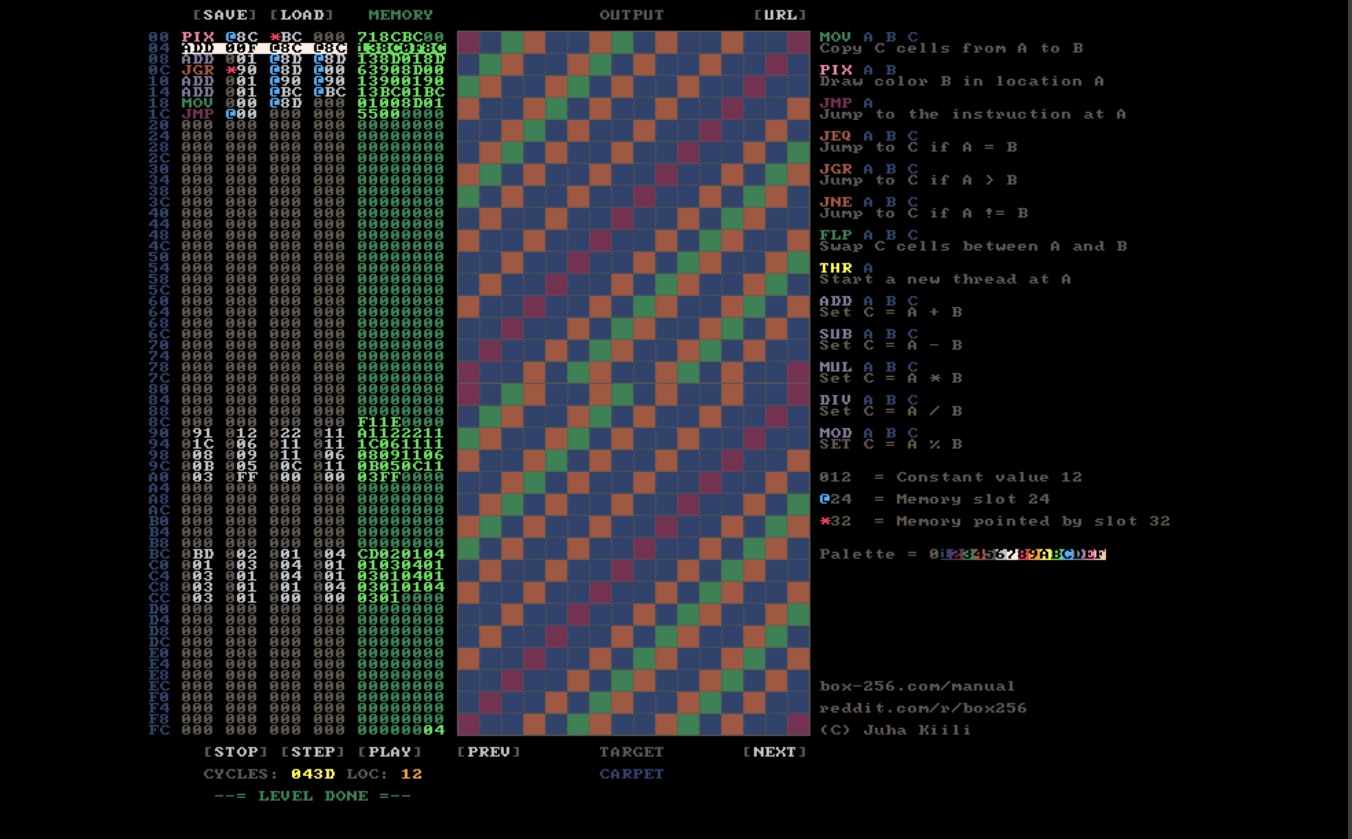 [SAVE] [LOAD] MEMORY OUTPUT [URL]
00 PIX @8C *BC 000 718CBC00
04 ADD 00F @8C @8C 138C0F8C
08 ADD 001 @8D @8D 138D018D
0C JGR *90 @8D @00 63908D00
10 ADD 001 @90 @90 13900190
14 ADD 001 @BC @BC 13BC01BC
18 MOV 000 @8D 000 01008D01
1C JMP @00 000 000 55000000
20 000 000 000 000 00000000
24 000 000 000 000 00000000
28 000 000 000 000 00000000
2C 000 000 000 000 00000000
30 000 000 000 000 00000000
34 000 000 000 000 00000000
38 000 000 000 000 00000000
3C 000 000 000 000 00000000
40 000 000 000 000 00000000
44 000 000 000 000 00000000
48 000 000 000 000 00000000
4C 000 000 000 000 00000000
50 000 000 000 000 00000000
54 000 000 000 000 00000000
58 000 000 000 000 00000000
5C 000 000 000 000 00000000
60 000 000 000 000 00000000
64 000 000 000 000 00000000
68 000 000 000 000 00000000
6C 000 000 000 000 00000000
70 000 000 000 000 00000000
74 000 000 000 000 00000000
78 000 000 000 000 00000000
7C 000 000 000 000 00000000
80 000 000 000 000 00000000
84 000 000 000 000 00000000
88 000 000 000 000 00000000
8C 000 000 000 000 F11E0000
90 091 012 022 011 A1122211
94 01C 006 011 011 1C061111
98 008 009 011 006 08091106
9C 00B 005 00C 011 0B050C11
A0 003 0FF 000 000 03FF0000
A4 000 000 000 000 00000000
A8 000 000 000 000 00000000
AC 000 000 000 000 00000000
B0 000 000 000 000 00000000
B4 000 000 000 000 00000000
B8 000 000 000 000 00000000
BC 0BD 002 001 004 CD020104
C0 001 003 004 001 01030401
C4 003 001 004 001 03010401
C8 003 001 001 004 03010104
CC 003 001 000 000 03010000
D0 000 000 000 000 00000000
D4 000 000 000 000 00000000
D8 000 000 000 000 00000000
DC 000 000 000 000 00000000
E0 000 000 000 000 00000000
E4 000 000 000 000 00000000
E8 000 000 000 000 00000000
EC 000 000 000 000 00000000
F0 000 000 000 000 00000000
F4 000 000 000 000 00000000
F8 000 000 000 000 00000000
FC 000 000 000 000 00000004
MOV A B C
Copy C cells from A to B
PIX A B
Draw color B in location A
JMP A
Jump to the instruction at A
JEQ A B C
Jump to C if A = B
JGR A B C
Jump to C if A > B
JNE A B C
Jump to C if A != B
FLP A B C
Swap C cells between A and B
THR A
Start a new thread at A
ADD A B C
Set C = A + B
SUB A B C
Set C = A - B
MUL A B C
Set C = A * B
DIV A B C
Set C = A / B
MOD A B C
SET C = A % B
012 = Constant value 12
@24 = Memory slot 24
*32 = Memory pointed by slot 32
Palette = 0123456789ABCDEF
box-256.com/manual
reddit.com/r/box256
(C) Juha Kiili
[STOP] [STEP] [PLAY] [PREV] TARGET [NEXT]
CYCLES: 043D LOC: 12 CARPET
--= LEVEL DONE =--